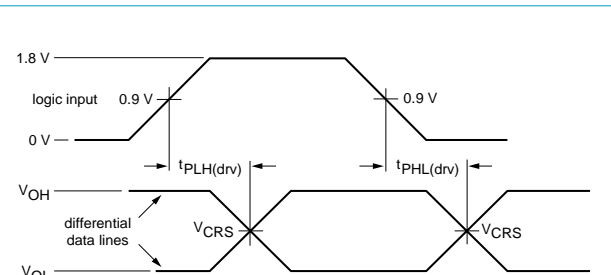 1.8 V
logic input
0.9 V
0.9 V
0 V
tPLH(drv)
tPHL(drv)
VOH
differential
data lines
VCRS
VCRS
VOL